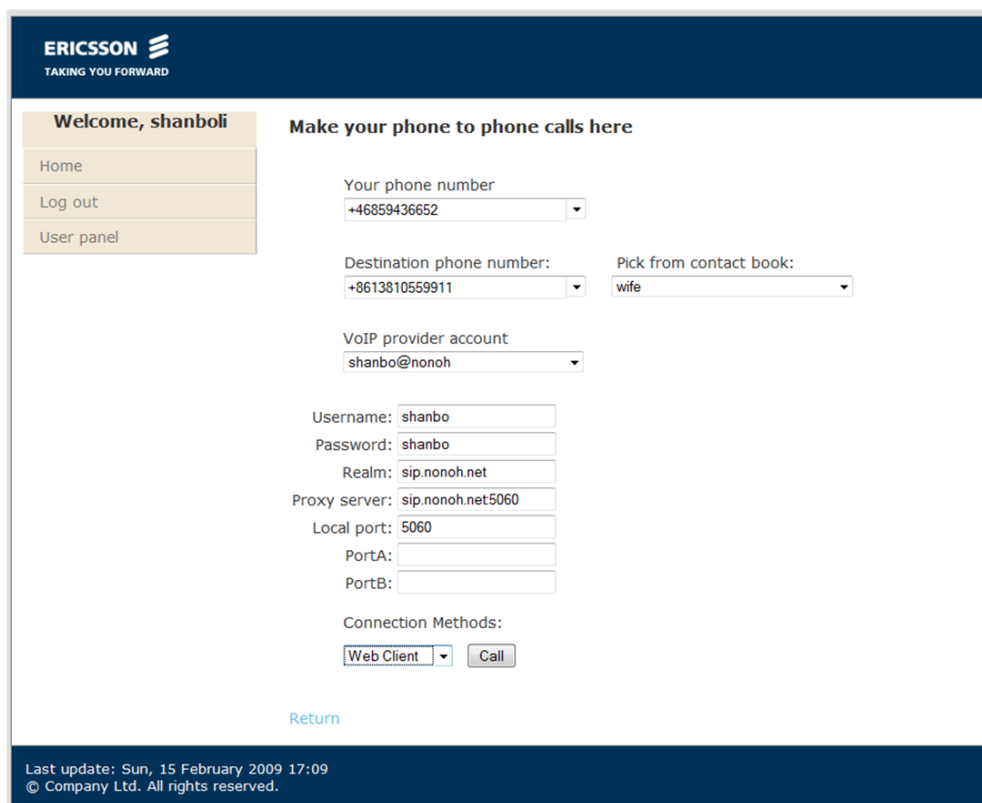 ERICSSON
TAKING YOU FORWARD
Welcome, shanboli
Home
Log out
User panel
Make your phone to phone calls here
Your phone number
+46859436652
Destination phone number: Pick from contact book:
+8613810559911 wife
VoIP provider account
shanbo@nonoh
Username: shanbo
Password: shanbo
Realm: sip.nonoh.net
Proxy server: sip.nonoh.net:5060
Local port: 5060
PortA:
PortB:
Connection Methods:
Web Client Call
Return
Last update: Sun, 15 February 2009 17:09
© Company Ltd. All rights reserved.